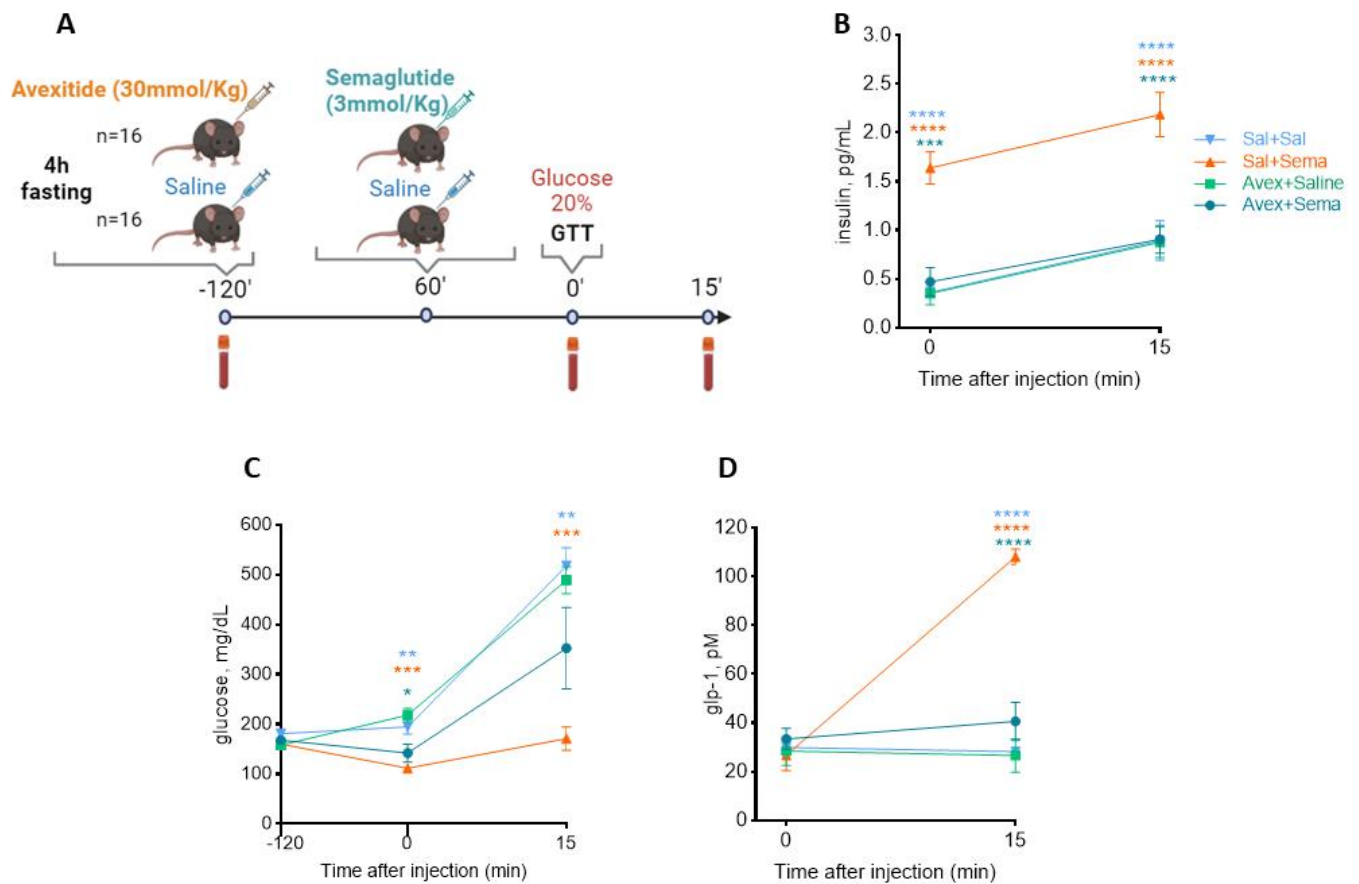 A
Avexitide (30mmol/Kg)
n=16
4h
fasting
Saline
n=16
Semaglutide
(3mmol/Kg)
Saline
Glucose
20%
GTT
-120'
60'
0'
15'
B
3.0
2.5
2.0
1.5
1.0
0.5
0.0
insulin, pg/mL
****
****
***
****
****
****
0
15
Time after injection (min)
Sal+Sal
Sal+Sema
Avex+Saline
Avex+Sema
C
600
500
400
300
200
100
0
glucose, mg/dL
**
***
*
**
***
-120
0
15
Time after injection (min)
D
120
100
80
60
40
20
0
glp-1, pM
****
****
****
0
15
Time after injection (min)